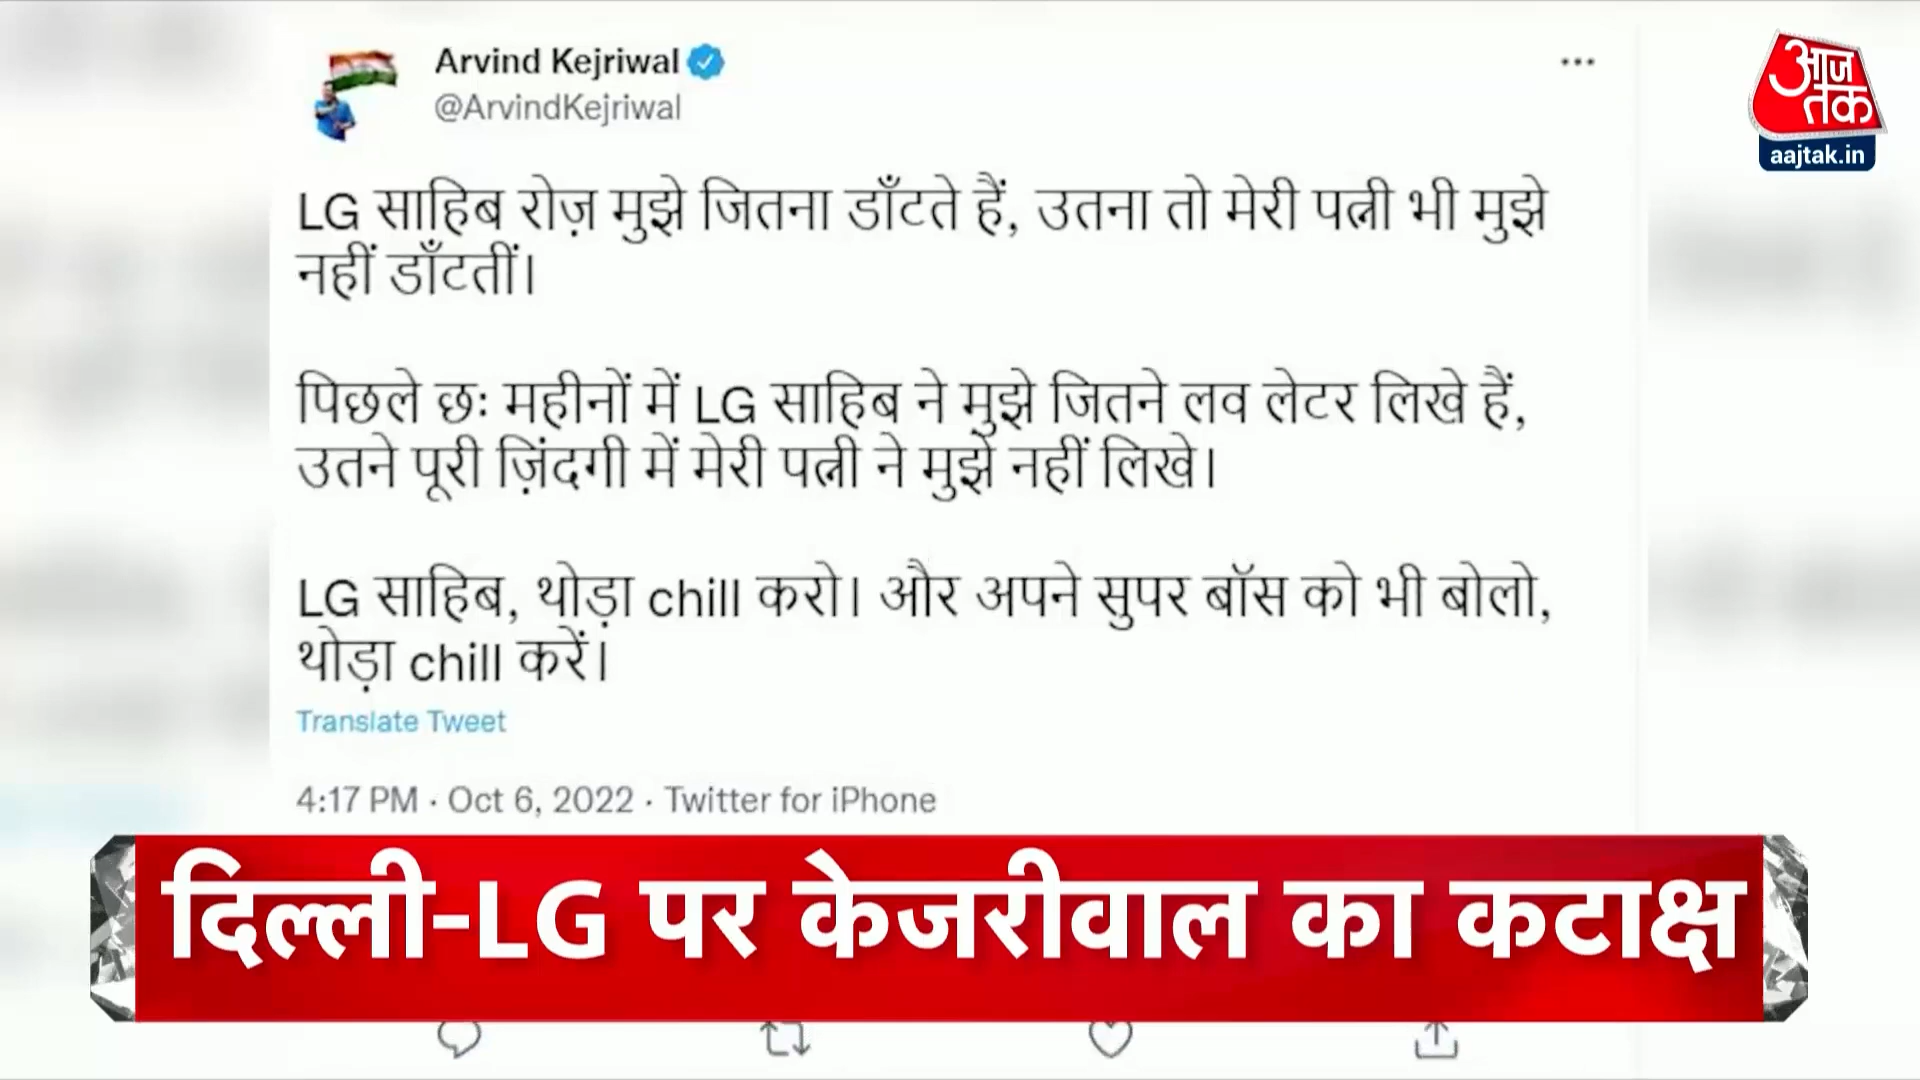 Arvind Kejriwal
@ArvindKejriwal
आज
तक
aajtak.in
LG साहिब रोज़ मुझे जितना डाँटते हैं, उतना तो मेरी पत्नी भी मुझे
नहीं डाँटतीं।
पिछले छः महीनों में LG साहिब ने मुझे जितने लव लेटर लिखे हैं,
उतने पूरी ज़िंदगी में मेरी पत्नी ने मुझे नहीं लिखे।
LG साहिब, थोड़ा chill करो। और अपने सुपर बॉस को भी बोलो,
थोड़ा chill करें।
Translate Tweet
4:17 PM · Oct 6, 2022 · Twitter for iPhone
दिल्ली-LG पर केजरीवाल का कटाक्ष